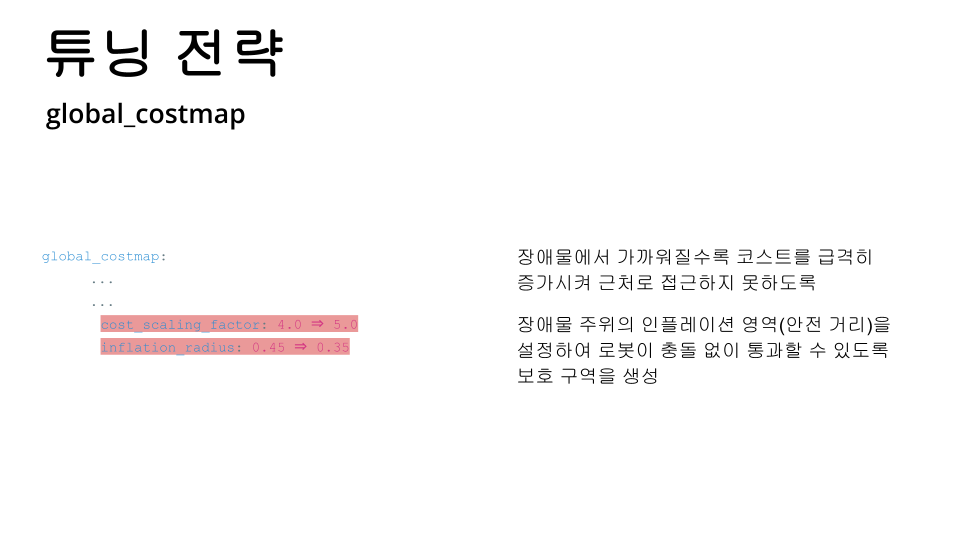 튜닝 전략
global_costmap
global_costmap:
...
...
cost_scaling_factor: 4.0 ⇒ 5.0
inflation_radius: 0.45 ⇒ 0.35
장애물에서 가까워질수록 코스트를 급격히
증가시켜 근처로 접근하지 못하도록
장애물 주위의 인플레이션 영역(안전 거리)을
설정하여 로봇이 충돌 없이 통과할 수 있도록
보호 구역을 생성